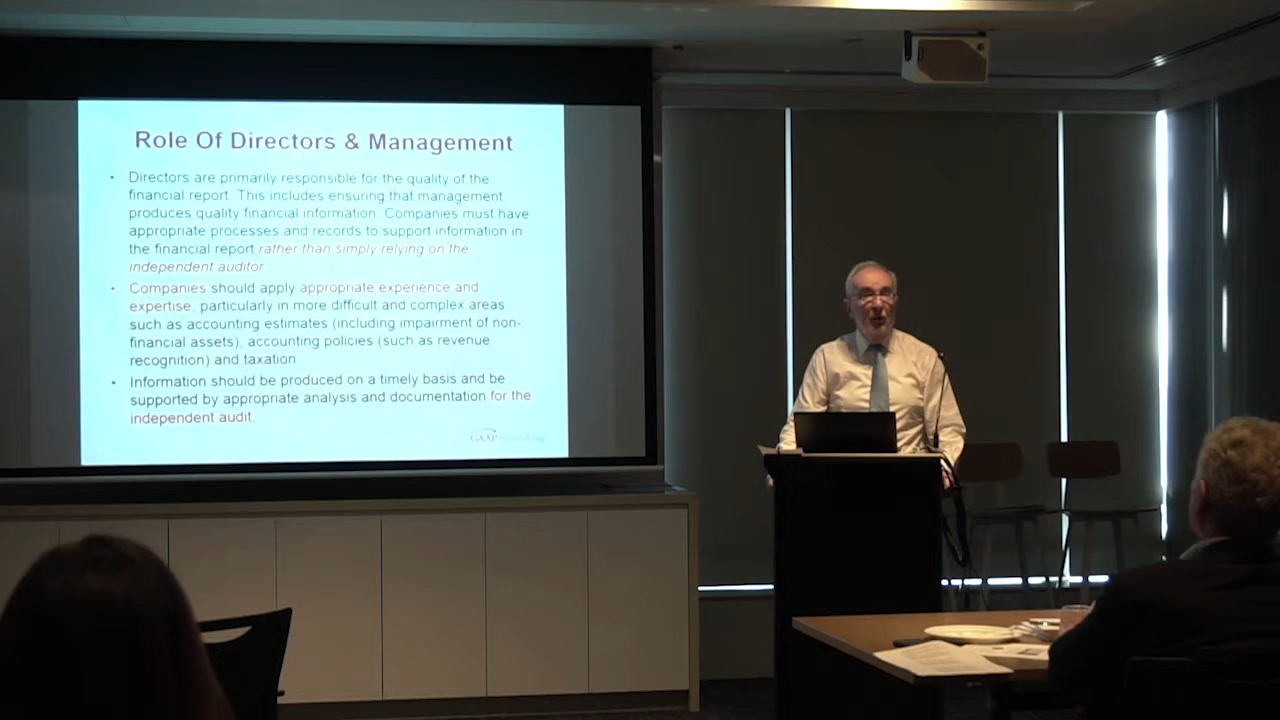 Role Of Directors & Management
• Directors are primarily responsible for the quality of the
financial report. This includes ensuring that management
produces quality financial information. Companies must have
appropriate processes and records to support information in
the financial report rather than simply relying on the
independent auditor
• Companies should apply appropriate experience and
expertise, particularly in more difficult and complex areas
such as accounting estimates (including impairment of non-
financial assets), accounting policies (such as revenue
recognition) and taxation.
• Information should be produced on a timely basis and be
supported by appropriate analysis and documentation for the
independent audit.
GAAP Consulting